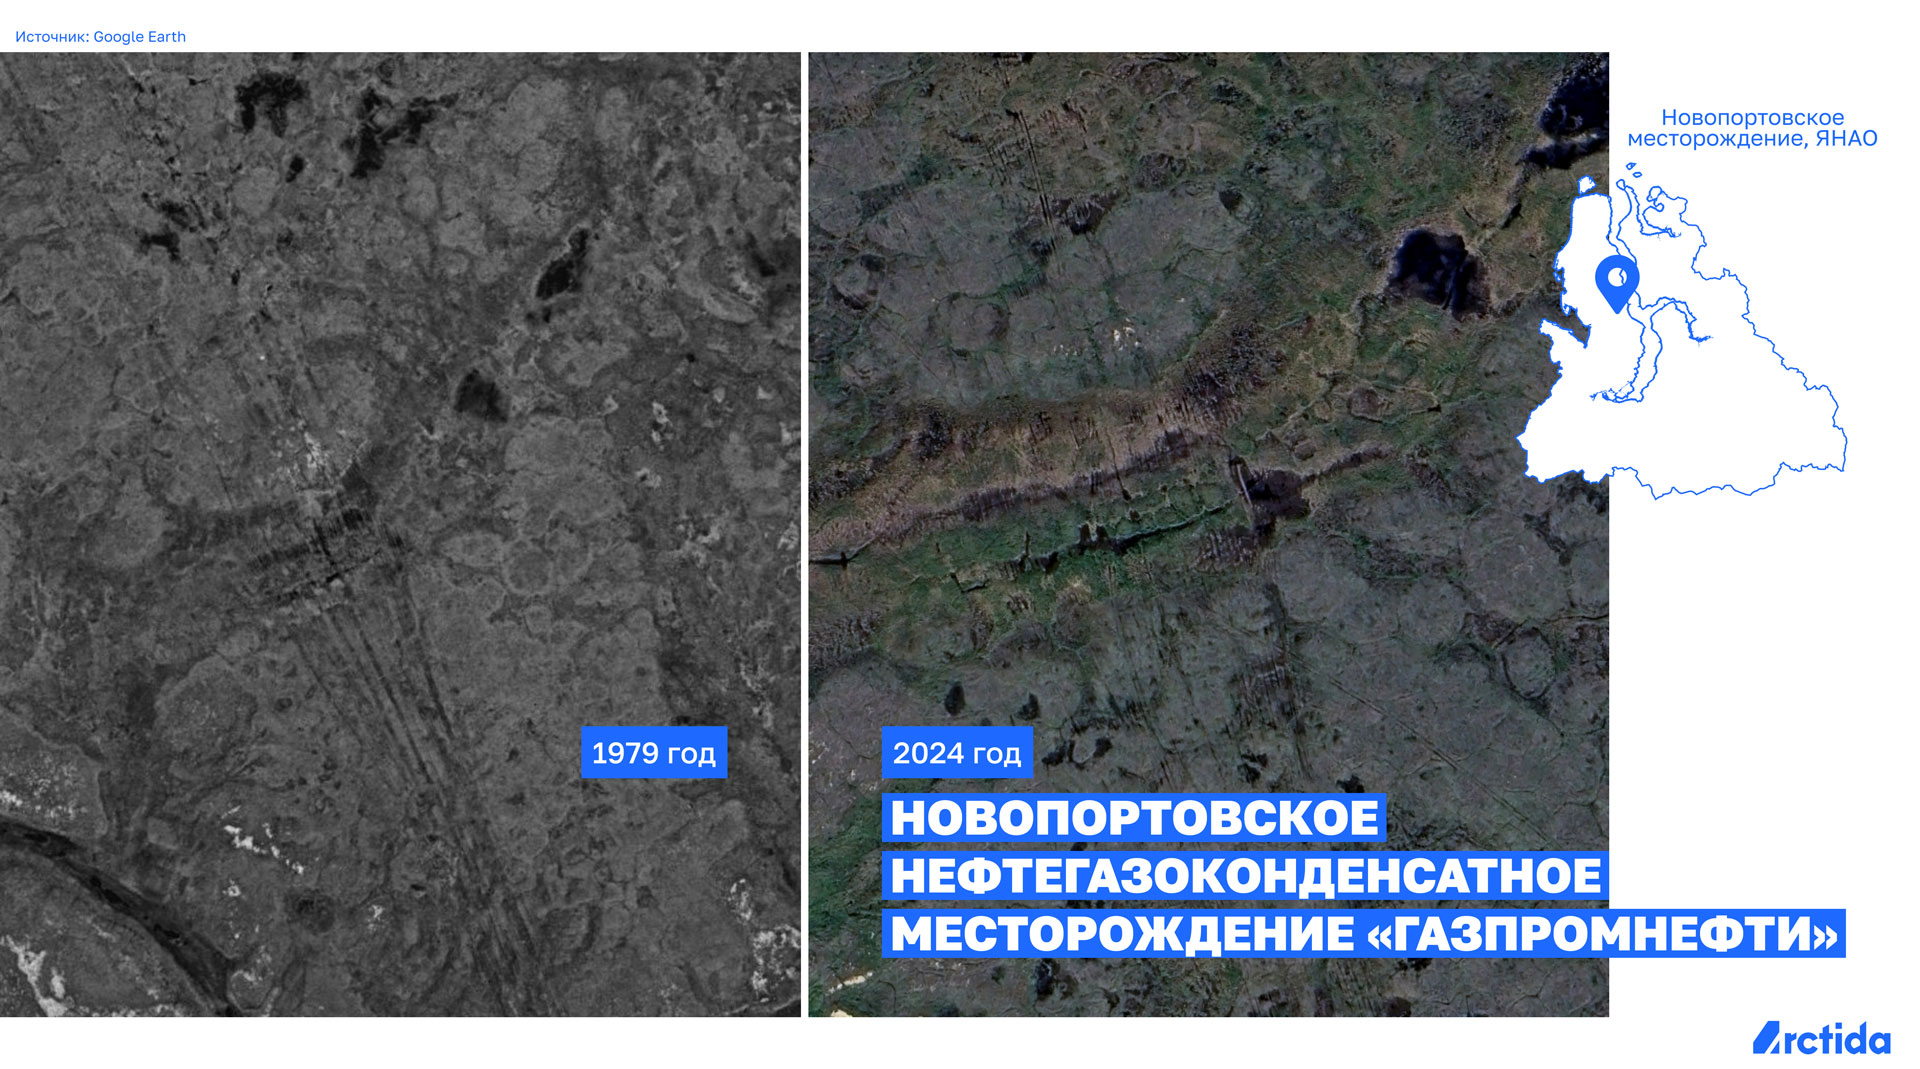 Источник: Google Earth
Новопортовское
месторождение, ЯНАО
1979 год
2024 год
НОВОПОРТОВСКОЕ
НЕФТЕГАЗОКОНДЕНСАТНОЕ
МЕСТОРОЖДЕНИЕ «ГАЗПРОМНЕФТИ»
Arctida